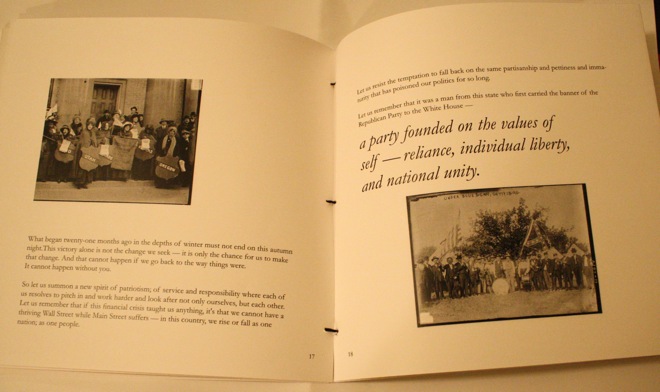 What began twenty-one months ago in the depths of winter must not end on this autumn
night. This victory alone is not the change we seek — it is only the chance for us to make
that change. And that cannot happen if we go back to the way things were.
It cannot happen without you.
So let us summon a new spirit of patriotism; of service and responsibility where each of
us resolves to pitch in and work harder and look after not only ourselves, but each other.
Let us remember that if this financial crisis taught us anything, it's that we cannot have a
thriving Wall Street while Main Street suffers — in this country, we rise or fall as one
nation; as one people.
17
Let us resist the temptation to fall back on the same partisanship and pettiness and imma-
turity that has poisoned our politics for so long.
Let us remember that it was a man from this state who first carried the banner of the
Republican Party to the White House —
a party founded on the values of
self — reliance, individual liberty,
and national unity.
18